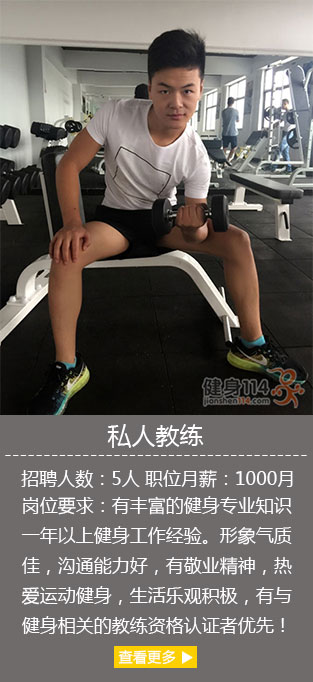 健身114
jianshen114.com
私人教练
招聘人数：5人 职位月薪：1000月
岗位要求：有丰富的健身专业知识
一年以上健身工作经验。形象气质
佳，沟通能力好，有敬业精神，热
爱运动健身，生活乐观积极，有与
健身相关的教练资格认证者优先！
查看更多 ▶